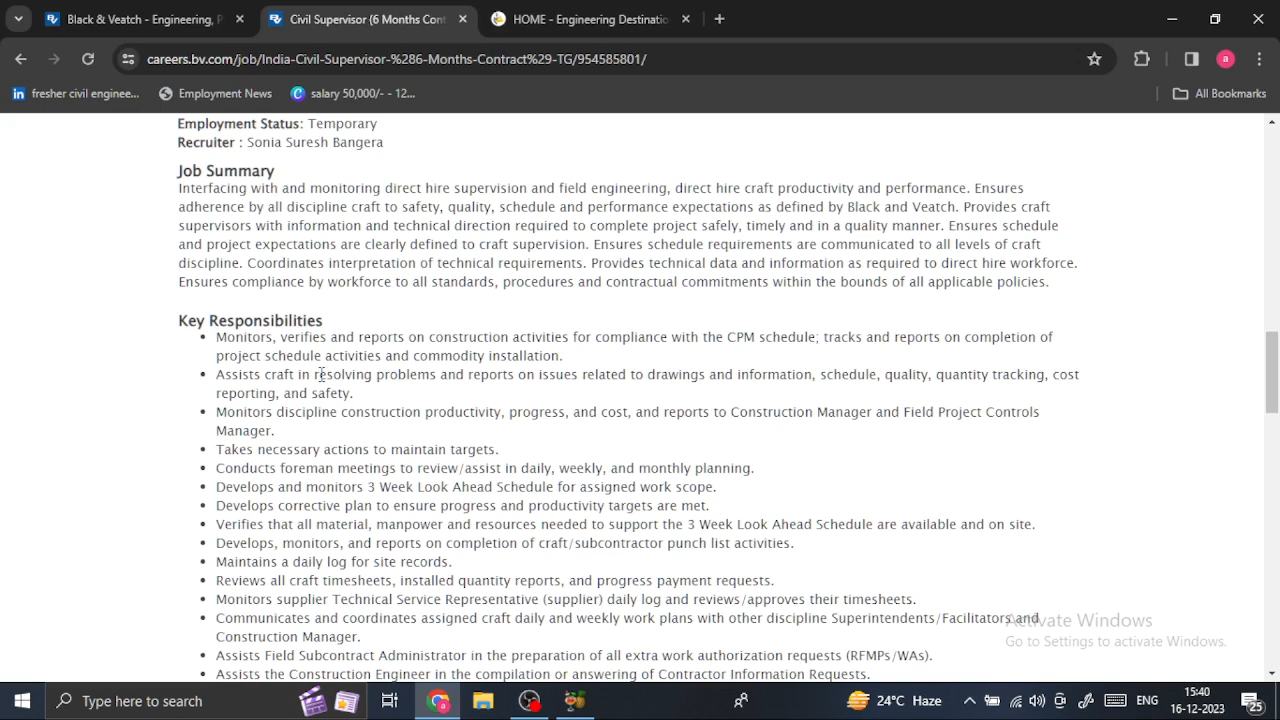 Black & Veatch - Engineering, P
Civil Supervisor (6 Months Cont
HOME - Engineering Destinatio
careers.bv.com/job/India-Civil-Supervisor-%286-Months-Contract%29-TG/954585801/
a
fresher civil enginee...
Employment News
salary 50,000/- - 12...
All Bookmarks
Employment Status: Temporary
Recruiter : Sonia Suresh Bangera
Job Summary
Interfacing with and monitoring direct hire supervision and field engineering, direct hire craft productivity and performance. Ensures
adherence by all discipline craft to safety, quality, schedule and performance expectations as defined by Black and Veatch. Provides craft
supervisors with information and technical direction required to complete project safely, timely and in a quality manner. Ensures schedule
and project expectations are clearly defined to craft supervision. Ensures schedule requirements are communicated to all levels of craft
discipline. Coordinates interpretation of technical requirements. Provides technical data and information as required to direct hire workforce.
Ensures compliance by workforce to all standards, procedures and contractual commitments within the bounds of all applicable policies.
Key Responsibilities
• Monitors, verifies and reports on construction activities for compliance with the CPM schedule; tracks and reports on completion of
project schedule activities and commodity installation.
• Assists craft in resolving problems and reports on issues related to drawings and information, schedule, quality, quantity tracking, cost
reporting, and safety.
• Monitors discipline construction productivity, progress, and cost, and reports to Construction Manager and Field Project Controls
Manager.
• Takes necessary actions to maintain targets.
• Conducts foreman meetings to review/assist in daily, weekly, and monthly planning.
• Develops and monitors 3 Week Look Ahead Schedule for assigned work scope.
• Develops corrective plan to ensure progress and productivity targets are met.
• Verifies that all material, manpower and resources needed to support the 3 Week Look Ahead Schedule are available and on site.
• Develops, monitors, and reports on completion of craft/subcontractor punch list activities.
• Maintains a daily log for site records.
• Reviews all craft timesheets, installed quantity reports, and progress payment requests.
• Monitors supplier Technical Service Representative (supplier) daily log and reviews/approves their timesheets.
• Communicates and coordinates assigned craft daily and weekly work plans with other discipline Superintendents/Facilitators and
Construction Manager.
• Assists Field Subcontract Administrator in the preparation of all extra work authorization requests (RFMPs/WAs).
• Assists the Construction Engineer in the compilation or answering of Contractor Information Requests.
Activate Windows
Go to Settings to activate Windows.
Type here to search
24°C Haze
ENG
15:40
16-12-2023
25